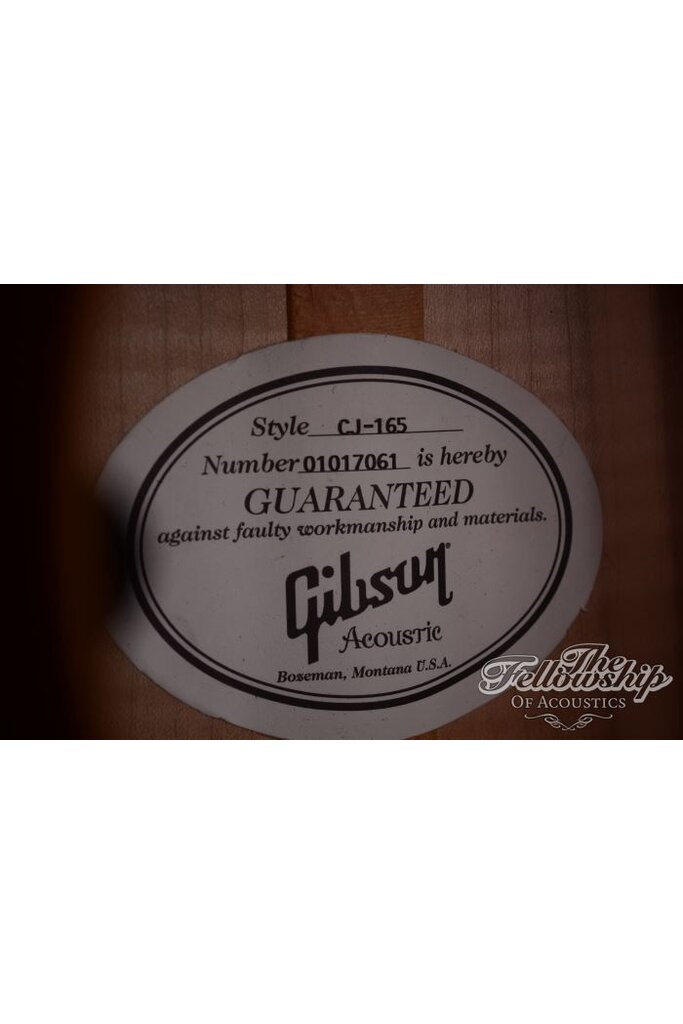 Style CJ-165
Number 01017061 is hereby
GUARANTEED
against faulty workmanship and materials.
Gibson
Acoustic
Bozeman, Montana U.S.A.
The
Fellowship
OF ACOUSTICS